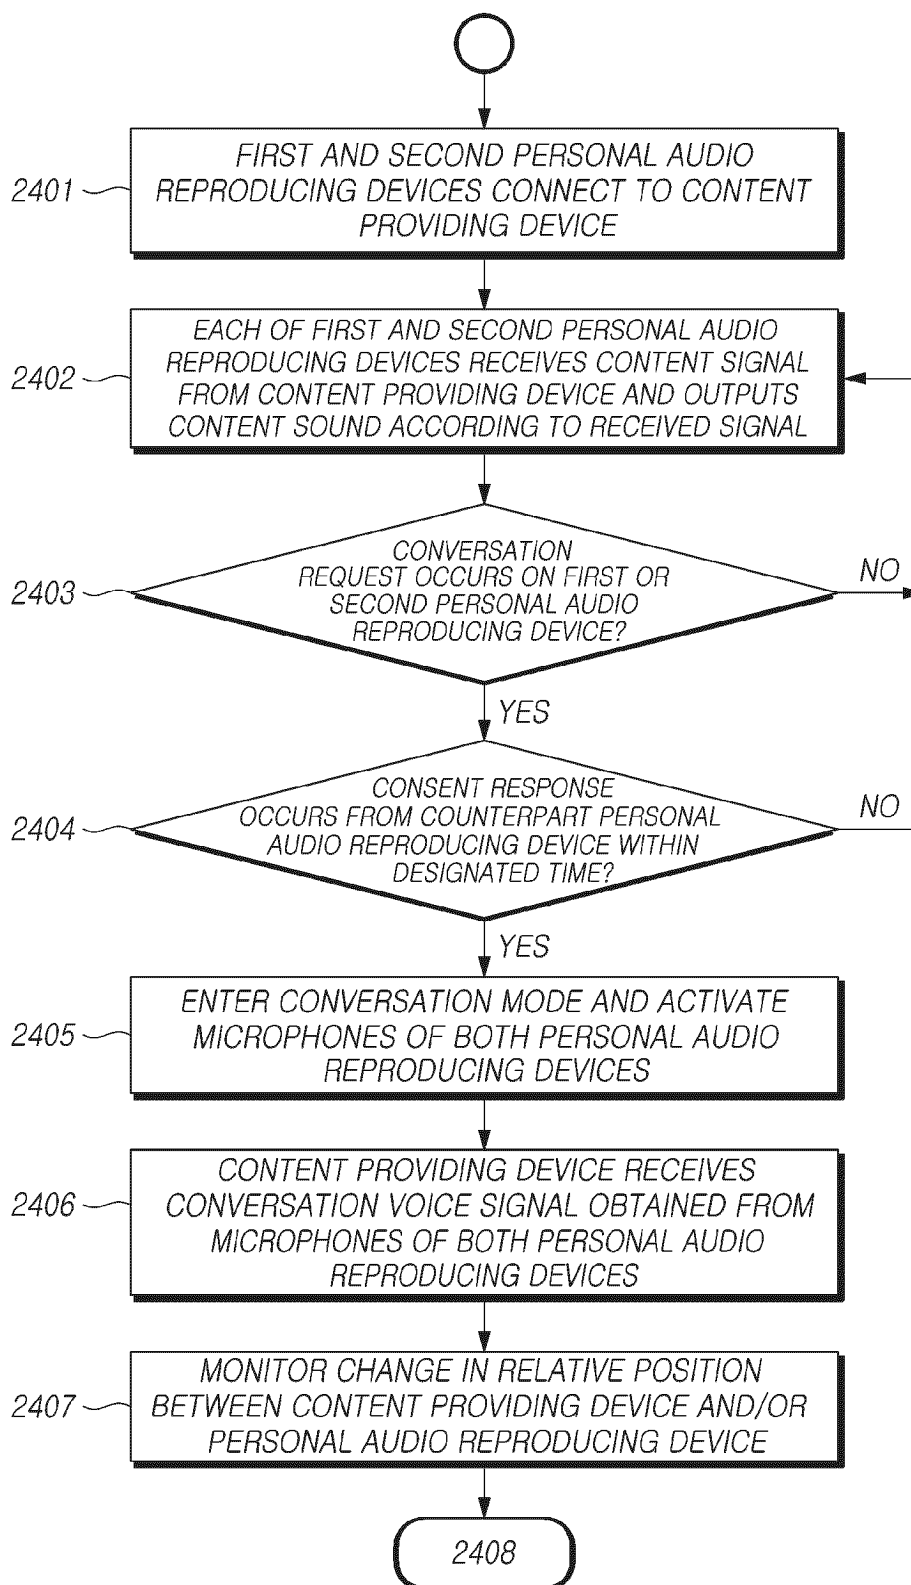 FIRST AND SECOND PERSONAL AUDIO
REPRODUCING DEVICES CONNECT TO CONTENT
PROVIDING DEVICE
2401
EACH OF FIRST AND SECOND PERSONAL AUDIO
REPRODUCING DEVICES RECEIVES CONTENT SIGNAL
FROM CONTENT PROVIDING DEVICE AND OUTPUTS
CONTENT SOUND ACCORDING TO RECEIVED SIGNAL
2402
CONVERSATION
REQUEST OCCURS ON FIRST OR
SECOND PERSONAL AUDIO
REPRODUCING DEVICE?
2403
NO
YES
CONSENT RESPONSE
OCCURS FROM COUNTERPART PERSONAL
AUDIO REPRODUCING DEVICE WITHIN
DESIGNATED TIME?
2404
NO
YES
ENTER CONVERSATION MODE AND ACTIVATE
MICROPHONES OF BOTH PERSONAL AUDIO
REPRODUCING DEVICES
2405
CONTENT PROVIDING DEVICE RECEIVES
CONVERSATION VOICE SIGNAL OBTAINED FROM
MICROPHONES OF BOTH PERSONAL AUDIO
REPRODUCING DEVICES
2406
MONITOR CHANGE IN RELATIVE POSITION
BETWEEN CONTENT PROVIDING DEVICE AND/OR
PERSONAL AUDIO REPRODUCING DEVICE
2407
2408